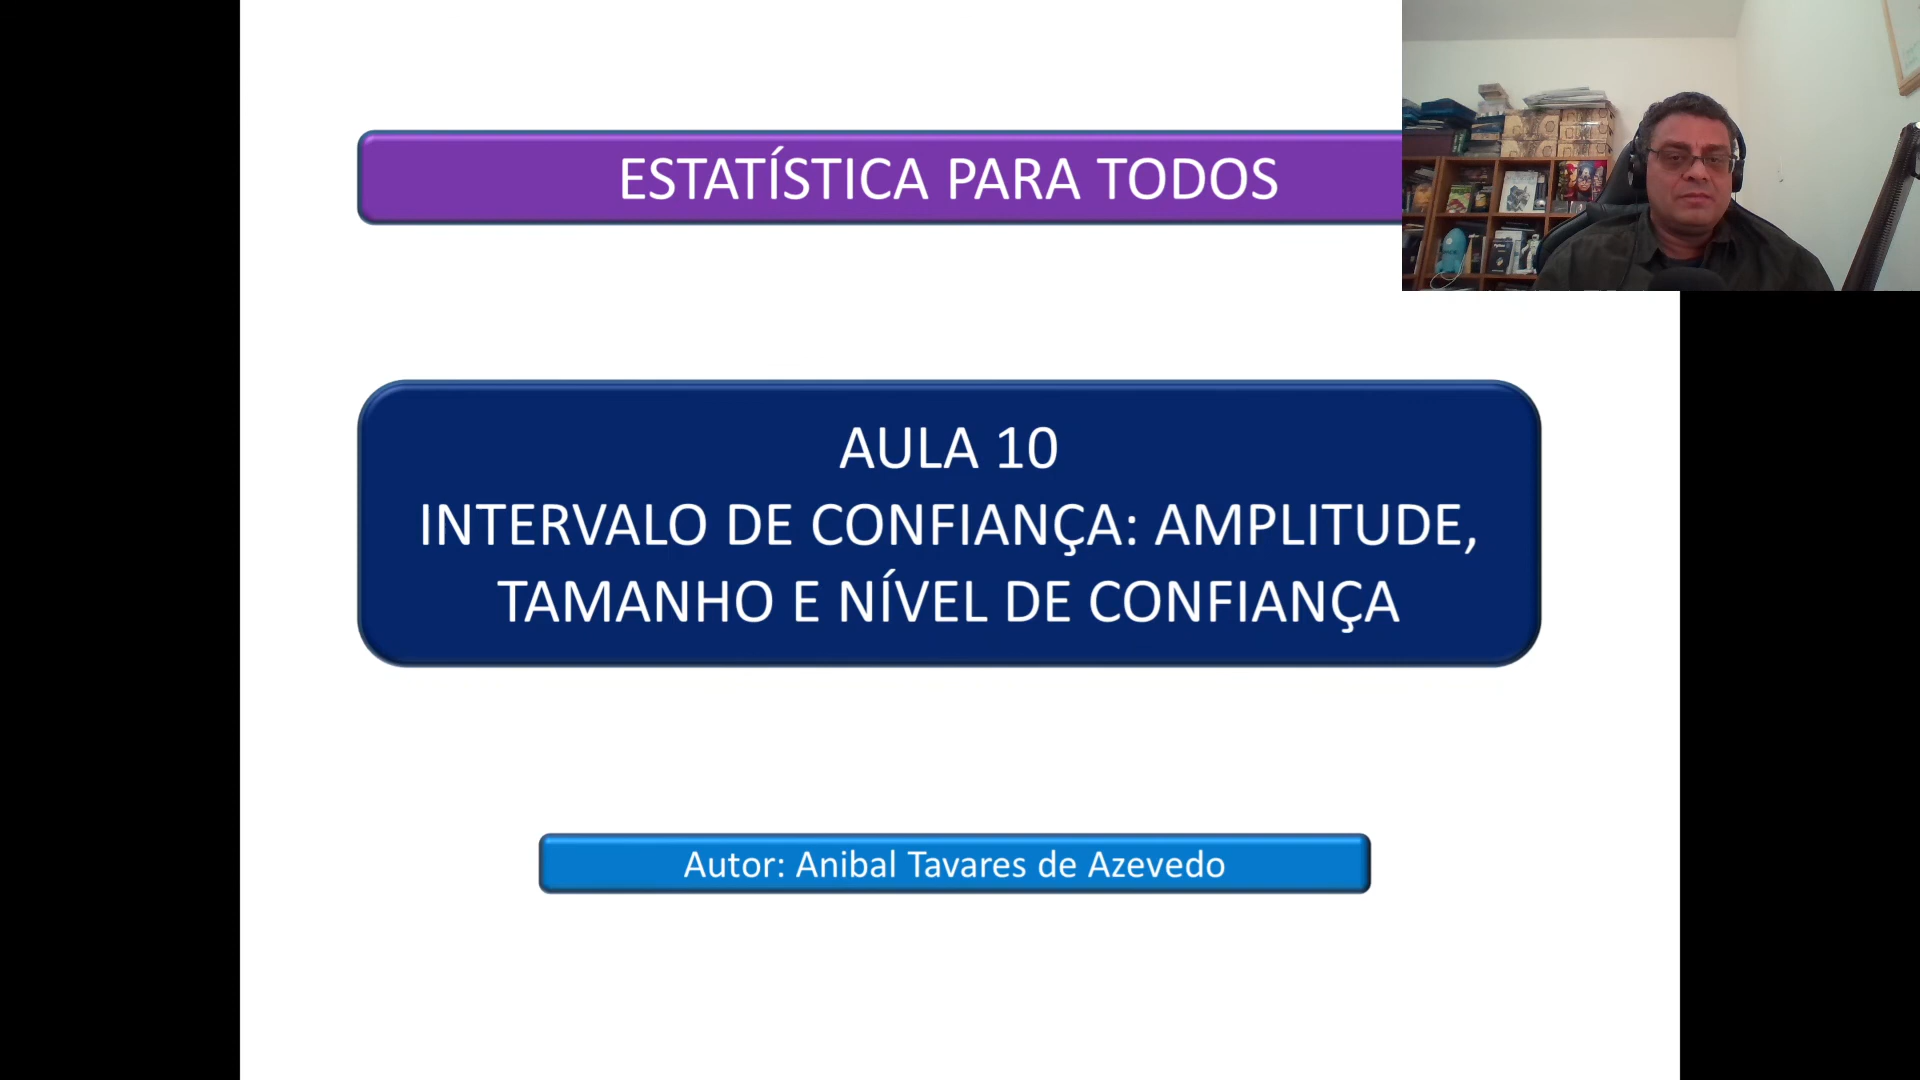 ESTATÍSTICA PARA TODOS
AULA 10
INTERVALO DE CONFIANÇA: AMPLITUDE,
TAMANHO E NÍVEL DE CONFIANÇA
Autor: Anibal Tavares de Azevedo